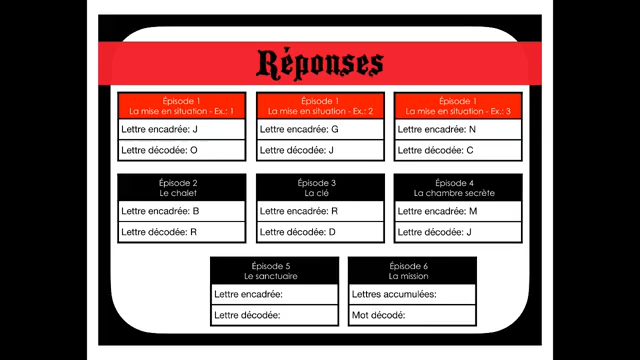 Réponses
Épisode 1
La mise en situation - Ex.: 1
Lettre encadrée: J
Lettre décodée: O
Épisode 1
La mise en situation - Ex.: 2
Lettre encadrée: G
Lettre décodée: J
Épisode 1
La mise en situation - Ex.: 3
Lettre encadrée: N
Lettre décodée: C
Épisode 2
Le chalet
Lettre encadrée: B
Lettre décodée: R
Épisode 3
La clé
Lettre encadrée: R
Lettre décodée: D
Épisode 4
La chambre secrète
Lettre encadrée: M
Lettre décodée: J
Épisode 5
Le sanctuaire
Lettre encadrée:
Lettre décodée:
Épisode 6
La mission
Lettres accumulées:
Mot décodé: